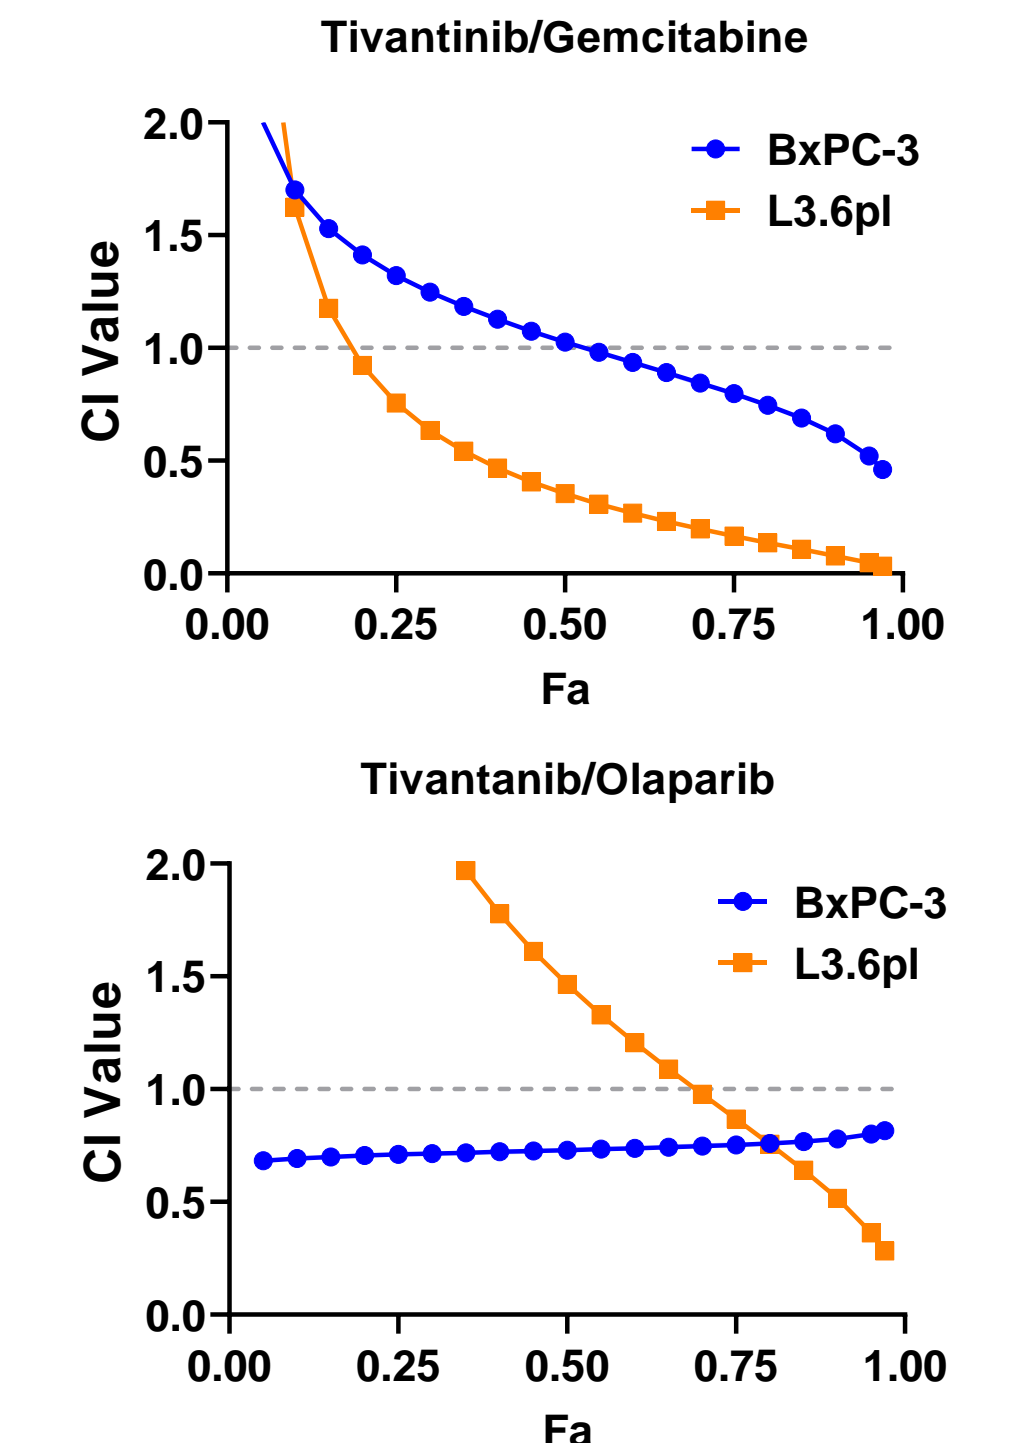 Tivantinib/Gemcitabine
2.0
1.5
1.0
0.5
0.0
CI Value
BxPC-3
L3.6pl
0.00 0.25 0.50 0.75 1.00
Fa
Tivantanib/Olaparib
2.0
1.5
1.0
0.5
0.0
CI Value
BxPC-3
L3.6pl
0.00 0.25 0.50 0.75 1.00
Fa